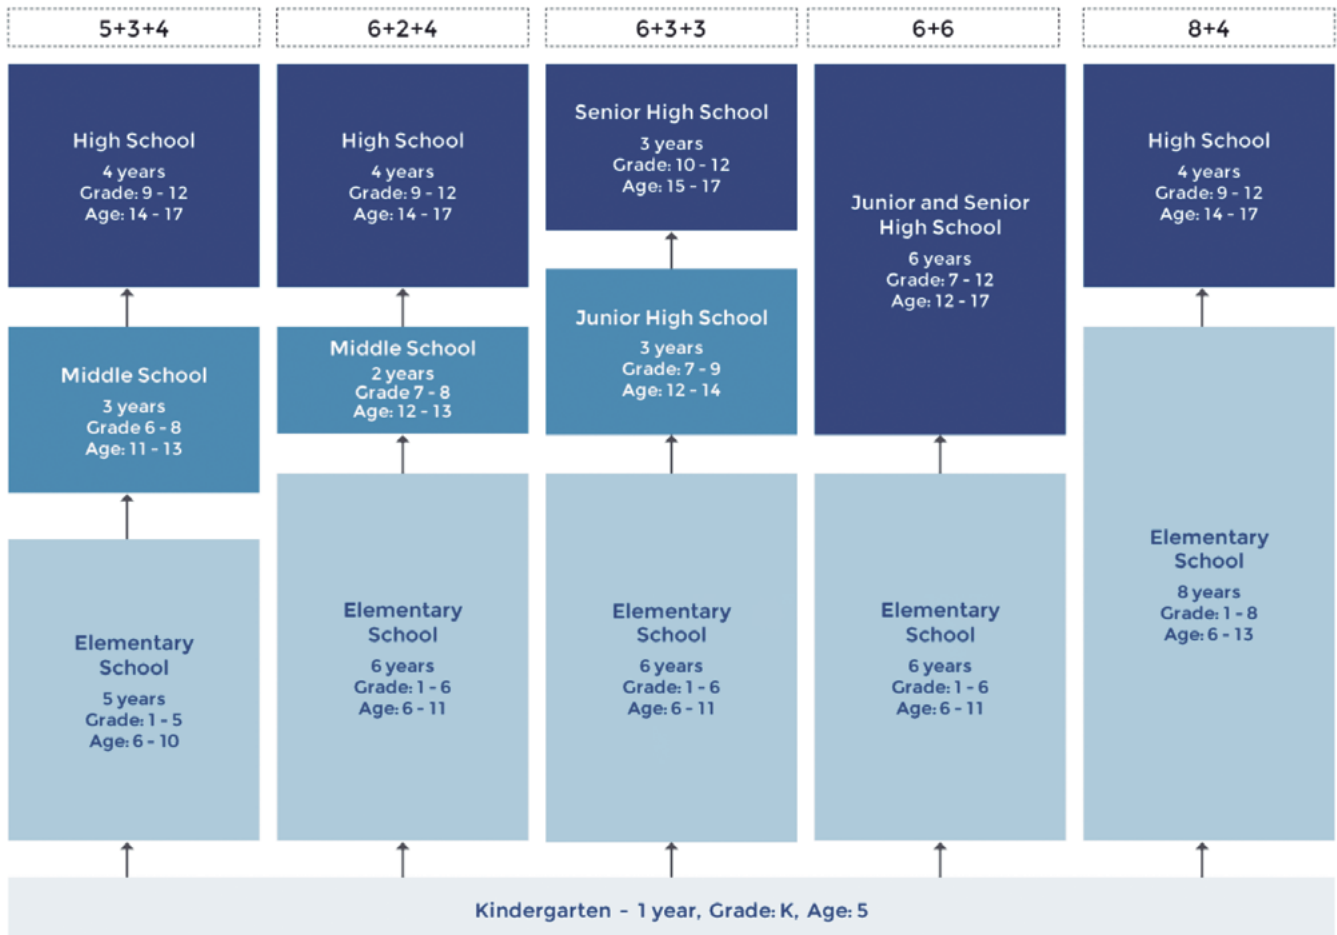 5+3+4
6+2+4
6+3+3
6+6
8+4
High School
4 years
Grade: 9 - 12
Age: 14 - 17
Middle School
3 years
Grade 6 - 8
Age: 11 - 13
Elementary
School
5 years
Grade: 1 - 5
Age: 6 - 10
High School
4 years
Grade: 9 - 12
Age: 14 - 17
Middle School
2 years
Grade 7 - 8
Age: 12 - 13
Elementary
School
6 years
Grade: 1 - 6
Age: 6 - 11
Senior High School
3 years
Grade: 10 - 12
Age: 15 - 17
Junior High School
3 years
Grade: 7 - 9
Age: 12 - 14
Elementary
School
6 years
Grade: 1 - 6
Age: 6 - 11
Junior and Senior
High School
6 years
Grade: 7 - 12
Age: 12 - 17
Elementary
School
6 years
Grade: 1 - 6
Age: 6 - 11
High School
4 years
Grade: 9 - 12
Age: 14 - 17
Elementary
School
8 years
Grade: 1 - 8
Age: 6 - 13
Kindergarten - 1 year, Grade: K, Age: 5